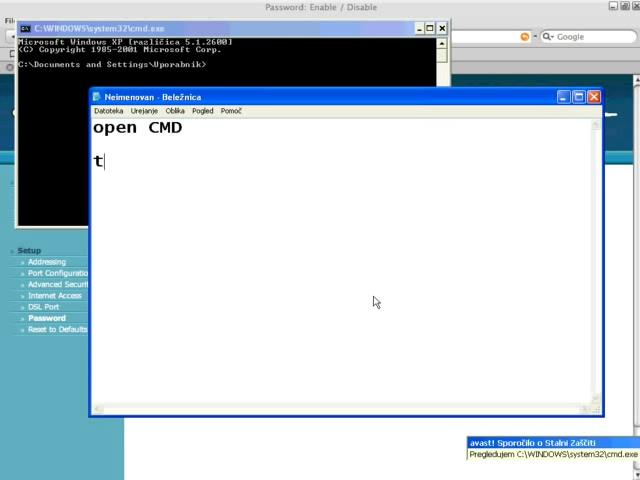 Password: Enable / Disable
C:\WINDOWS\system32\cmd.exe
Microsoft Windows XP [različica 5.1.2600]
(C) Copyright 1985-2001 Microsoft Corp.
C:\Documents and Settings\Uporabnik>
Google
Neimenovan - Beležnica
Datoteka Urejanje Oblika Pogled Pomoč
open CMD
t
Setup
» Addressing
» Port Configuratio
» Advanced Securi
» Internet Access
» DSL Port
» Password
» Reset to Defaults
avast! Sporočilo o Stalni Zaščiti
Pregledujem C:\WINDOWS\system32\cmd.exe